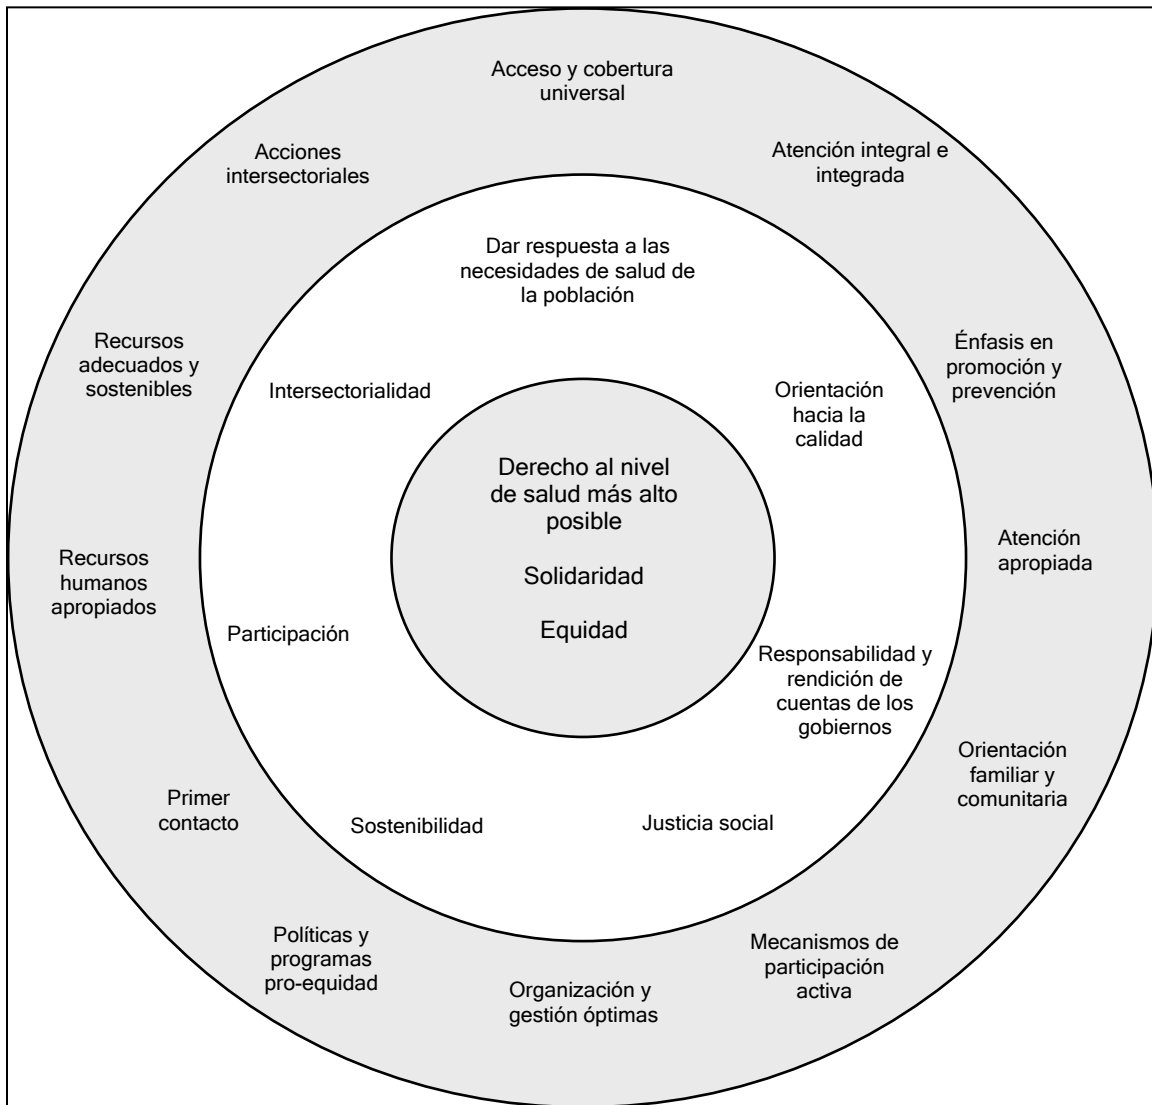 Acceso y cobertura
universal
Acciones
intersectoriales
Atención integral e
integrada
Dar respuesta a las
necesidades de salud de
la población
Recursos
adecuados y
sostenibles
Intersectorialidad
Orientación
hacia la
calidad
Énfasis en
promoción y
prevención
Derecho al nivel
de salud más alto
posible
Solidaridad
Equidad
Recursos
humanos
apropiados
Atención
apropiada
Participación
Responsabilidad y
rendición de
cuentas de los
gobiernos
Orientación
familiar y
comunitaria
Primer
contacto
Sostenibilidad
Justicia social
Políticas y
programas
pro-equidad
Organización y
gestión óptimas
Mecanismos de
participación
activa